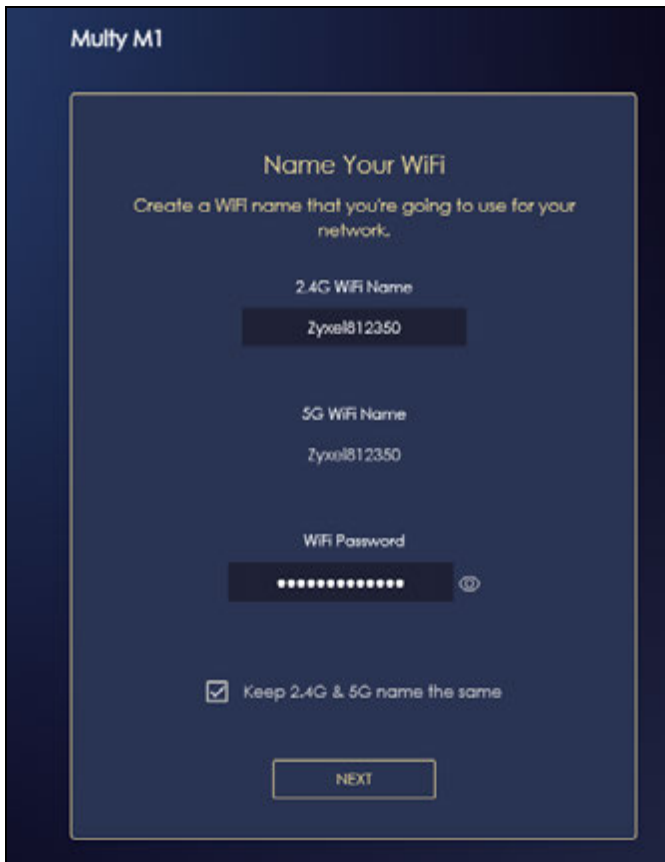 Multy M1
Name Your WiFi
Create a WiFi name that you're going to use for your
network.
2.4G WiFi Name
Zyxel812350
5G WiFi Name
Zyxel812350
WiFi Password
•••••••••••••
Keep 2.4G & 5G name the same
NEXT